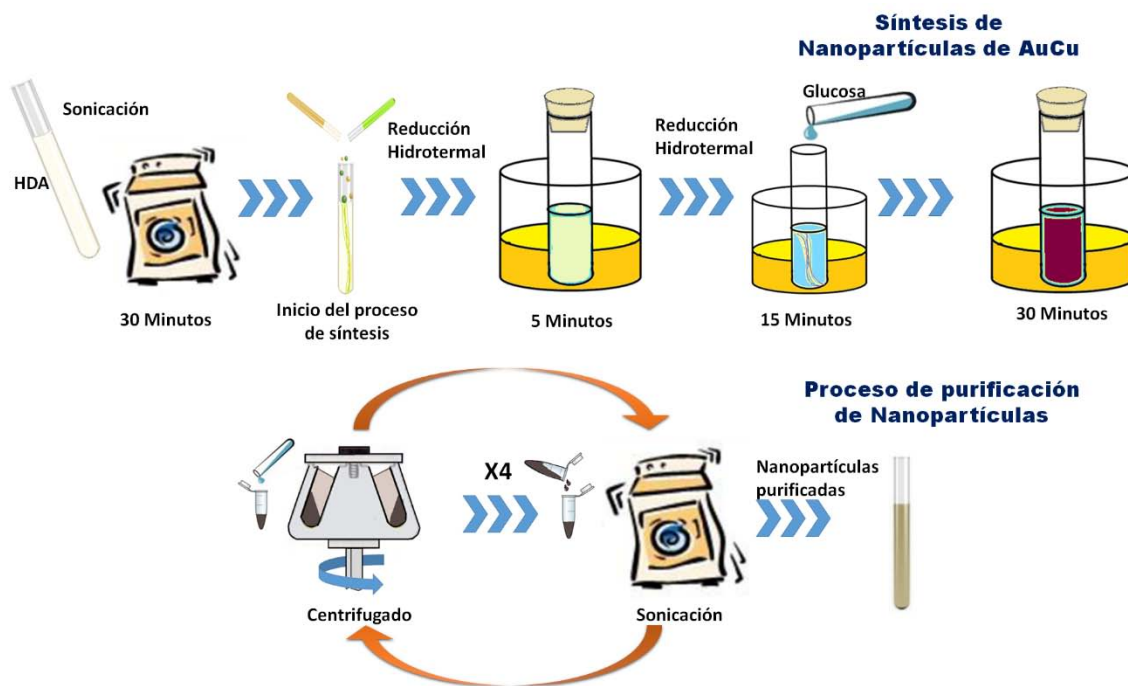 Síntesis de
Nanopartículas de AuCu
Sonicación
HDA
30 Minutos
Inicio del proceso
de síntesis
Reducción
Hidrotermal
5 Minutos
Reducción
Hidrotermal
Glucosa
15 Minutos
30 Minutos
Proceso de purificación
de Nanopartículas
Centrifugado
X4
Sonicación
Nanopartículas
purificadas